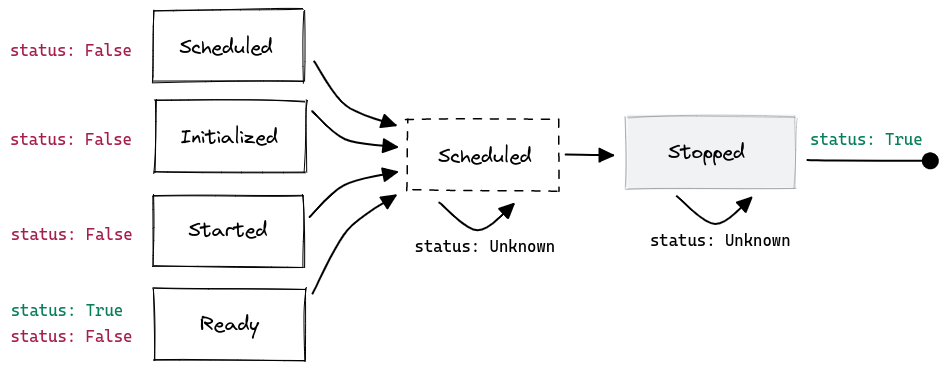 status: False
Scheduled
status: False
Initialized
status: False
Started
status: True
status: False
Ready
Scheduled
status: Unknown
Stopped
status: Unknown
status: True